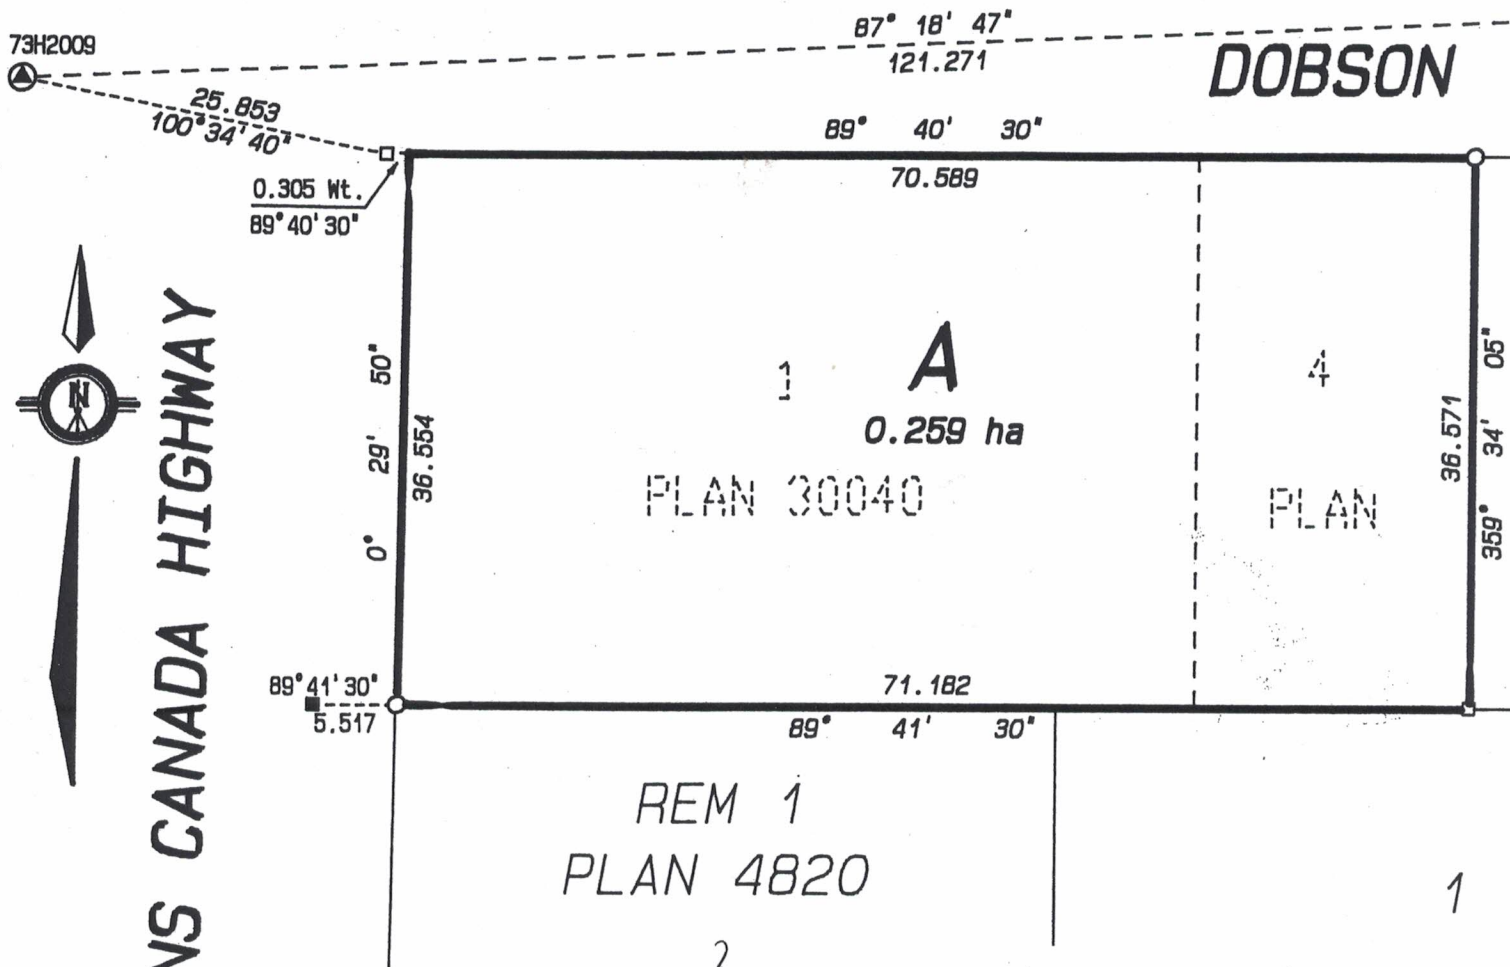 87° 18' 47"
121.271
DOBSON
73H2009
25.853
100°34'40"
89° 40' 30"
70.589
0.305 Wt.
89°40'30"
N
NS CANADA HIGHWAY
0° 29' 50"
36.554
1
A
0.259 ha
PLAN 30040
4
PLAN
36.571
359° 34' 05"
89°41'30"
5.517
71.182
89° 41' 30"
REM 1
PLAN 4820
2
1